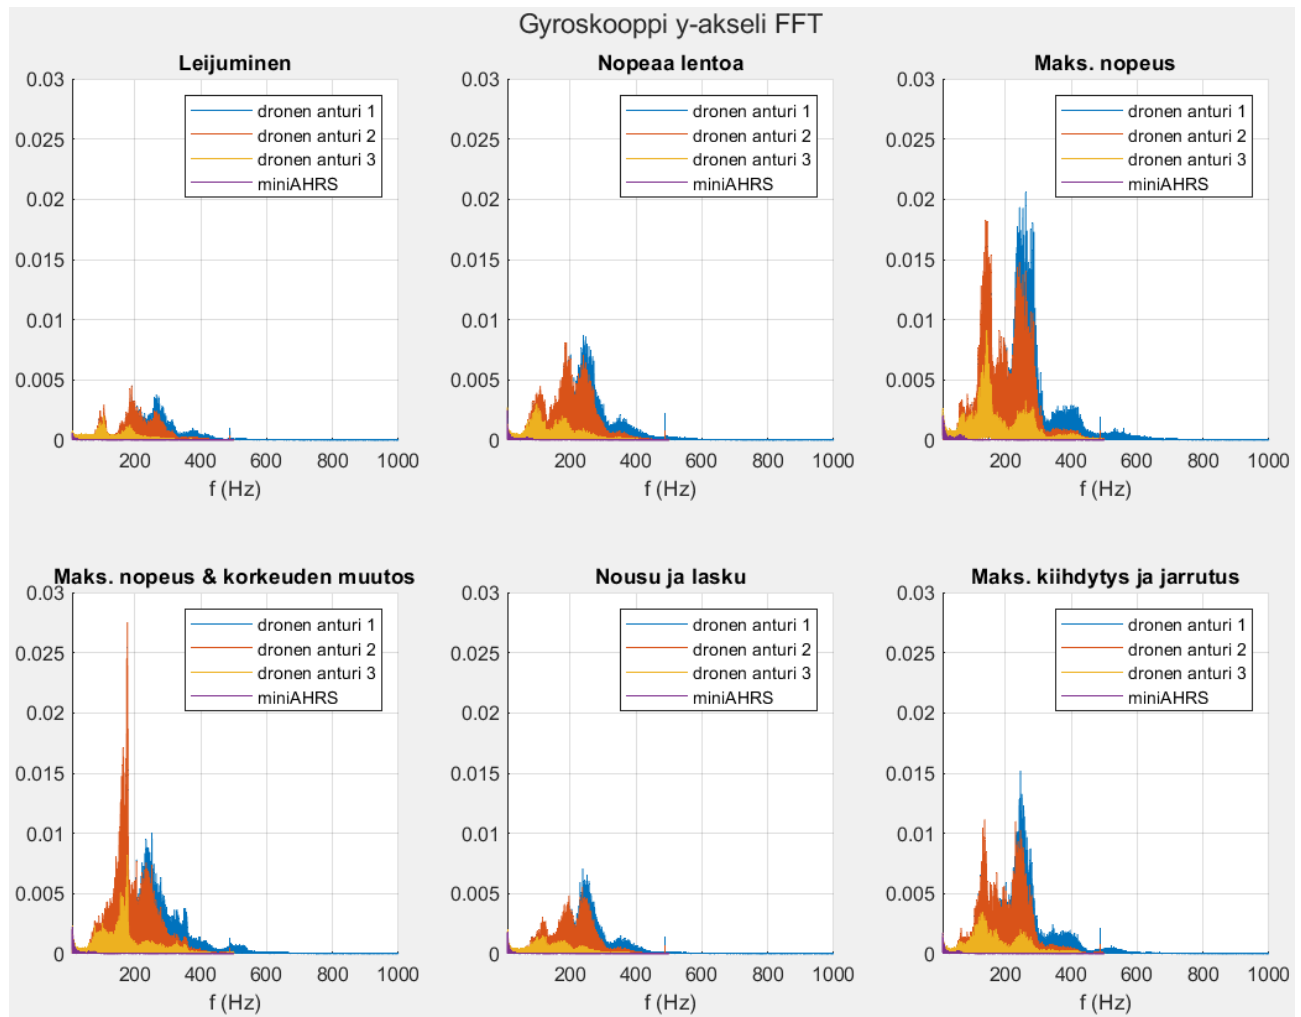 Gyroskooppi y-akseli FFT
Leijuminen
0.03
0.025
0.02
0.015
0.01
0.005
0
200 400 600 800 1000
f (Hz)
dronen anturi 1
dronen anturi 2
dronen anturi 3
miniAHRS
Nopeaa lentoa
0.03
0.025
0.02
0.015
0.01
0.005
0
200 400 600 800 1000
f (Hz)
dronen anturi 1
dronen anturi 2
dronen anturi 3
miniAHRS
Maks. nopeus
0.03
0.025
0.02
0.015
0.01
0.005
0
200 400 600 800 1000
f (Hz)
dronen anturi 1
dronen anturi 2
dronen anturi 3
miniAHRS
Maks. nopeus & korkeuden muutos
0.03
0.025
0.02
0.015
0.01
0.005
0
200 400 600 800 1000
f (Hz)
dronen anturi 1
dronen anturi 2
dronen anturi 3
miniAHRS
Nousu ja lasku
0.03
0.025
0.02
0.015
0.01
0.005
0
200 400 600 800 1000
f (Hz)
dronen anturi 1
dronen anturi 2
dronen anturi 3
miniAHRS
Maks. kiihdytys ja jarrutus
0.03
0.025
0.02
0.015
0.01
0.005
0
200 400 600 800 1000
f (Hz)
dronen anturi 1
dronen anturi 2
dronen anturi 3
miniAHRS